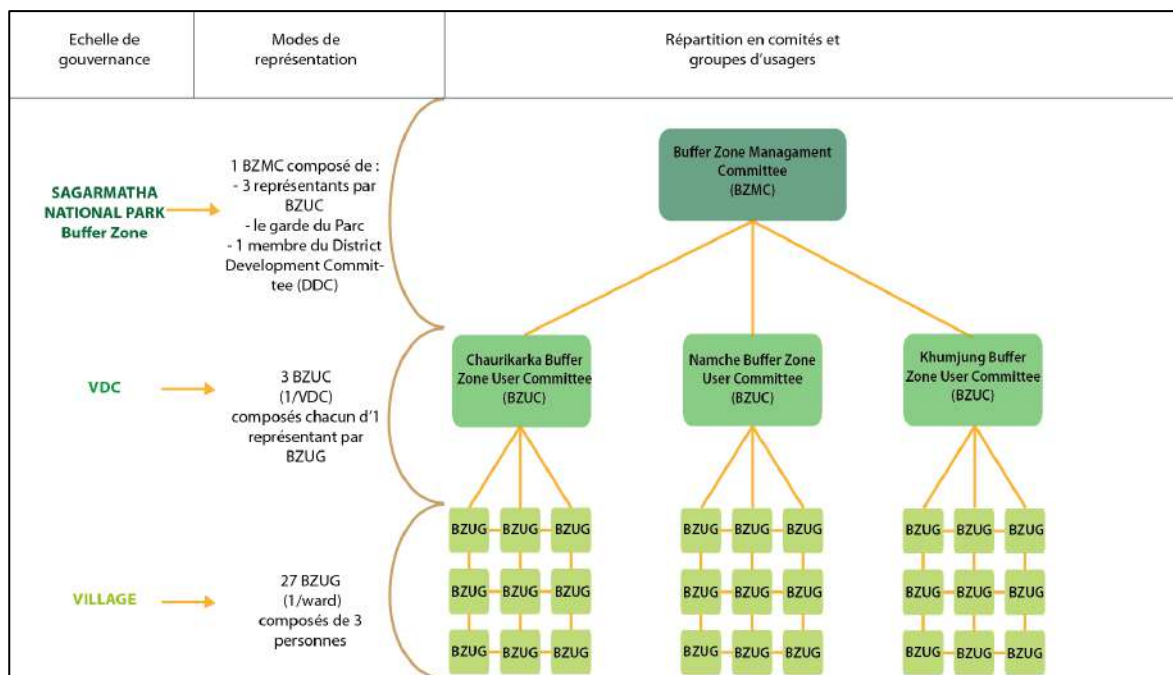 Echelle de
gouvernance
Modes de
représentation
Répartition en comités et
groupes d'usagers
SAGARMATHA
NATIONAL PARK
Buffer Zone
1 BZMC composé de :
- 3 représentants par
BZUC
- le garde du Parc
- 1 membre du District
Development Commit-
tee (DDC)
Buffer Zone Managament
Committee
(BZMC)
VDC
3 BZUC
(1/VDC)
composés chacun d'1
représentant par
BZUG
Chaurikarka Buffer
Zone User Committee
(BZUC)
Namche Buffer Zone
User Committee
(BZUC)
Khumjung Buffer
Zone User Committee
(BZUC)
VILLAGE
27 BZUG
(1/ward)
composés de 3
personnes
BZUG BZUG BZUG BZUG BZUG BZUG BZUG BZUG BZUG
BZUG BZUG BZUG BZUG BZUG BZUG BZUG BZUG BZUG
BZUG BZUG BZUG BZUG BZUG BZUG BZUG BZUG BZUG